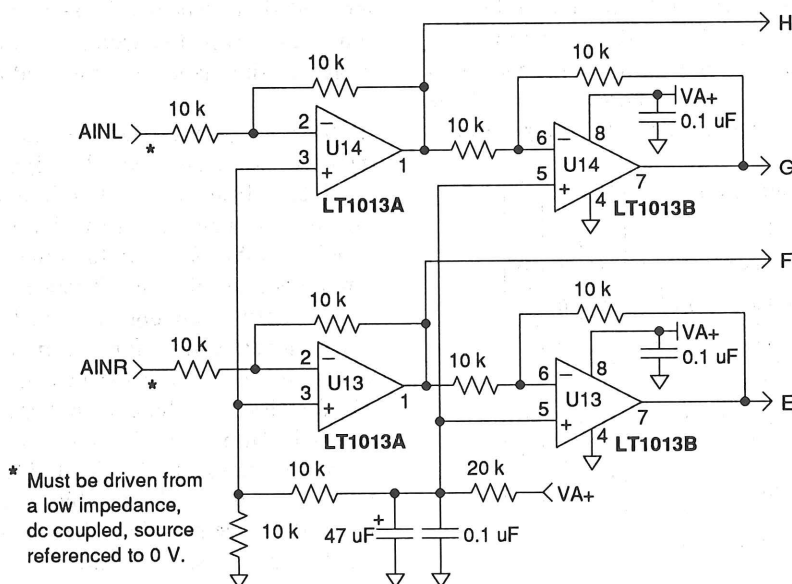 H
10 k
10 k
AINL
*
2
−
3
+
U14
1
LT1013A
10 k
10 k
6
−
5
+
U14
8
4
7
VA+
0.1 uF
LT1013B
G
F
10 k
10 k
AINR
*
2
−
3
+
U13
1
LT1013A
10 k
10 k
6
−
5
+
U13
8
4
7
VA+
0.1 uF
LT1013B
E
10 k
20 k
VA+
10 k
+
47 uF
0.1 uF
* Must be driven from
a low impedance,
dc coupled, source
referenced to 0 V.